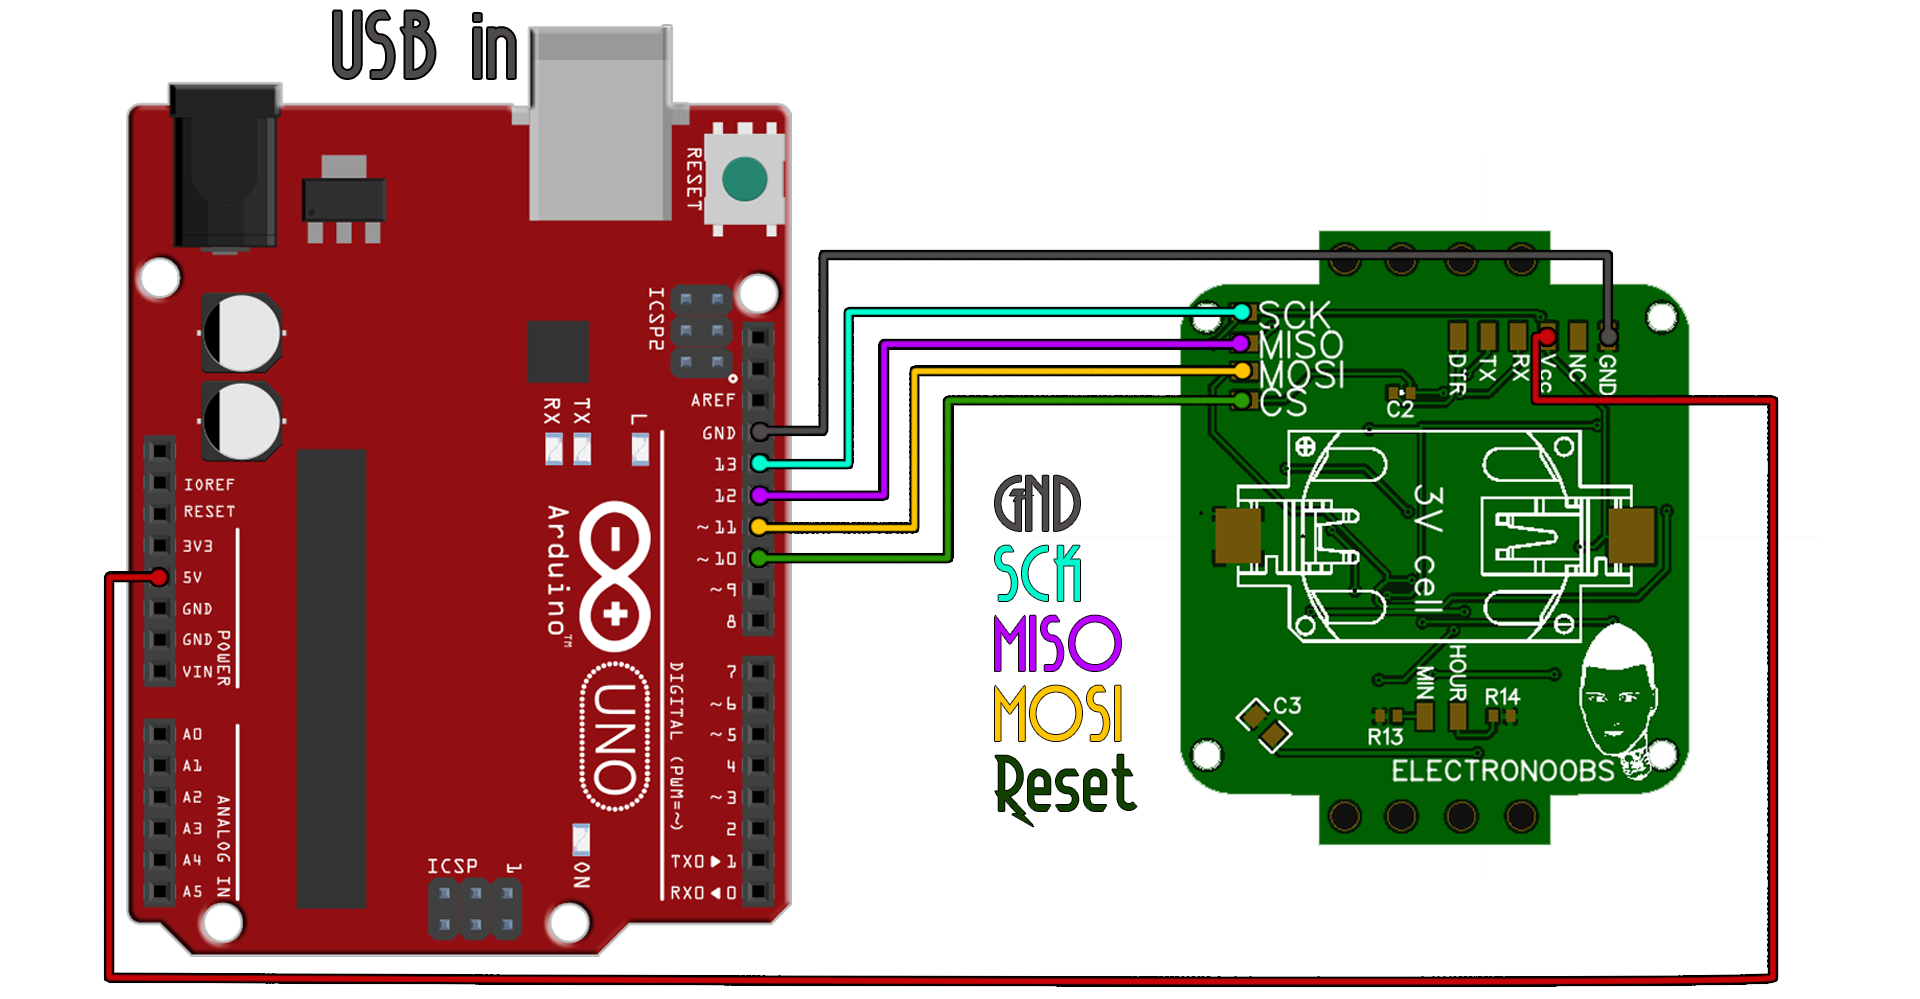 USB in
RESET
ICSP2
AREF
GND
13
12
~11
~10
~9
8
7
~6
~5
4
~3
2
TX0▶1
RX0◀0
DIGITAL (PWM=~)
RX
TX
L
IOREF
RESET
3V3
5V
GND
GND
VIN
POWER
A0
A1
A2
A3
A4
A5
ANALOG IN
Arduino™
UNO
ON
ICSP
1
GND
SCK
MISO
MOSI
Reset
SCK
MISO
MOSI
CS
DTR
TX
RX
Vcc
NC
GND
C2
3V cell
MIN
HOUR
R14
R13
C3
ELECTRONOOBS